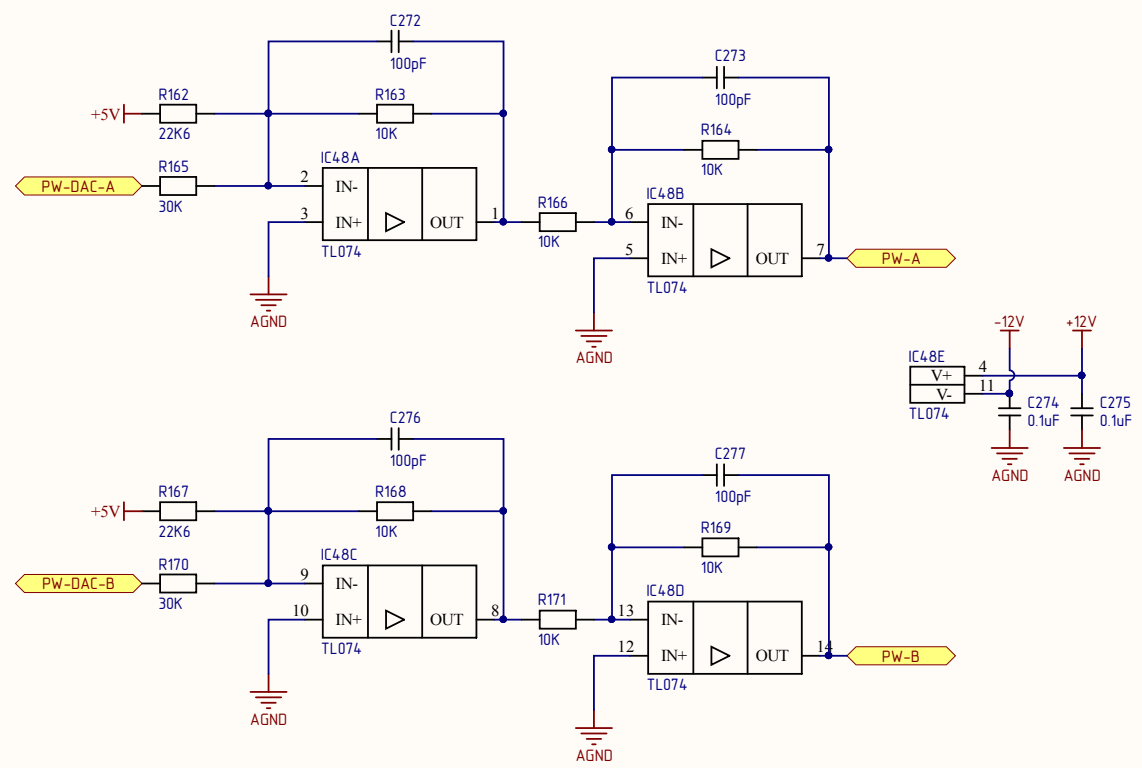 C272
100pF
+5V
R162
22K6
R163
10K
PW-DAC-A
R165
30K
IC48A
2
IN-
3
IN+
OUT
1
TL074
AGND
R166
10K
C273
100pF
R164
10K
IC48B
6
IN-
5
IN+
OUT
7
TL074
PW-A
AGND
-12V
+12V
IC48E
V+
4
V-
11
TL074
C274
0.1uF
C275
0.1uF
AGND
AGND
C276
100pF
+5V
R167
22K6
R168
10K
PW-DAC-B
R170
30K
IC48C
9
IN-
10
IN+
OUT
8
TL074
AGND
R171
10K
C277
100pF
R169
10K
IC48D
13
IN-
12
IN+
OUT
14
TL074
PW-B
AGND